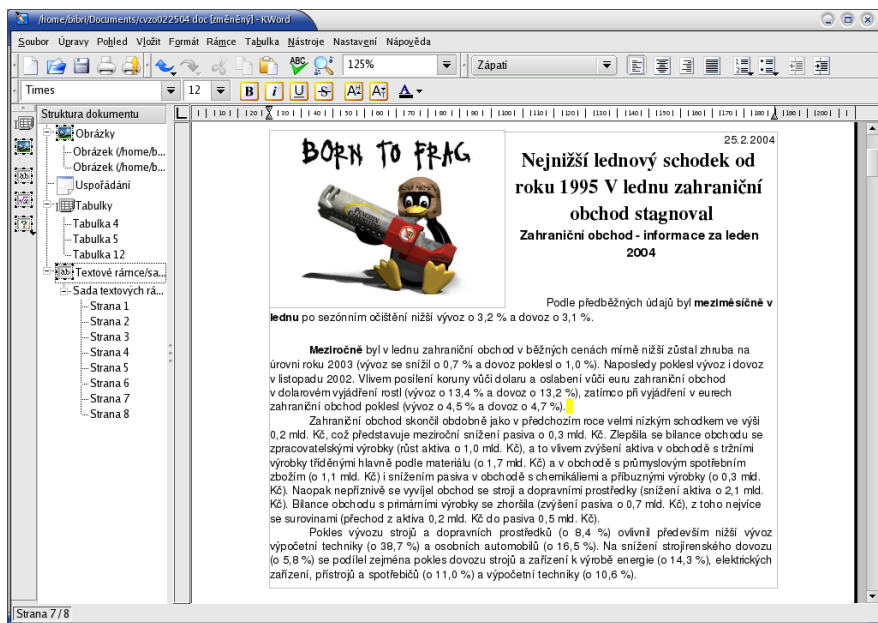 /home/bibri/Documents/cvzo022504.doc [změněný] - KWord
Soubor Úpravy Pohled Vložit Formát Rámce Tabulka Nástroje Nastavení Nápověda
125% Zápatí
Times 12 B i U S
Struktura dokumentu
Obrázky
Obrázek (/home/b...
Obrázek (/home/b...
Uspořádání
Tabulky
Tabulka 4
Tabulka 5
Tabulka 12
Textové rámce/sa...
Sada textových rá...
Strana 1
Strana 2
Strana 3
Strana 4
Strana 5
Strana 6
Strana 7
Strana 8
BORN TO FRAG
25.2.2004
Nejnižší lednový schodek od
roku 1995 V lednu zahraniční
obchod stagnoval
Zahraniční obchod - informace za leden
2004
Podle předběžných údajů byl meziměsíčně v
lednu po sezónním očištění nižší vývoz o 3,2 % a dovoz o 3,1 %.
Meziročně byl v lednu zahraniční obchod v běžných cenách mírně nižší zůstal zhruba na
úrovni roku 2003 (vývoz se snížil o 0,7 % a dovoz poklesl o 1,0 %). Naposledy poklesl vývoz i dovoz
v listopadu 2002. Vlivem posílení koruny vůči dolaru a oslabení vůči euru zahraniční obchod
v dolarovém vyjádření rostl (vývoz o 13,4 % a dovoz o 13,2 %), zatímco při vyjádření v eurech
zahraniční obchod poklesl (vývoz o 4,5 % a dovoz o 4,7 %).
Zahraniční obchod skončil obdobně jako v předchozím roce velmi nízkým schodkem ve výši
0,2 mld. Kč, což představuje meziroční snížení pasiva o 0,3 mld. Kč. Zlepšila se bilance obchodu se
zpracovatelskými výrobky (růst aktiva o 1,0 mld. Kč), a to vlivem zvýšení aktiva v obchodě s tržními
výrobky tříděnými hlavně podle materiálu (o 1,7 mld. Kč) a v obchodě s průmyslovým spotřebním
zbožím (o 1,1 mld. Kč) i snížením pasiva v obchodě s chemikáliemi a příbuznými výrobky (o 0,3 mld.
Kč). Naopak nepříznivě se vyvíjel obchod se stroji a dopravními prostředky (snížení aktiva o 2,1 mld.
Kč). Bilance obchodu s primárními výrobky se zhoršila (zvýšení pasiva o 0,7 mld. Kč), z toho nejvíce
se surovinami (přechod z aktiva 0,2 mld. Kč do pasiva 0,5 mld. Kč).
Pokles vývozu strojů a dopravních prostředků (o 8,4 %) ovlivnil především nižší vývoz
výpočetní techniky (o 38,7 %) a osobních automobilů (o 16,5 %). Na snížení strojírenského dovozu
(o 5,8 %) se podílel zejména pokles dovozu strojů a zařízení k výrobě energie (o 14,3 %), elektrických
zařízení, přístrojů a spotřebičů (o 11,0 %) a výpočetní techniky (o 10,6 %).
Strana 7/8